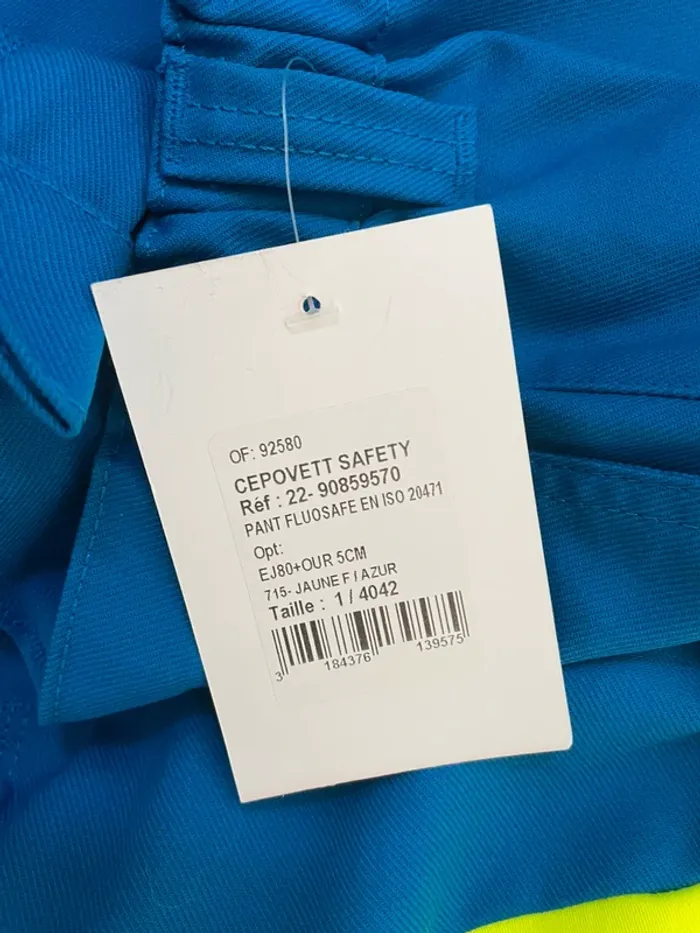 OF: 92580
CEPOVETT SAFETY
Réf : 22- 90859570
PANT FLUOSAFE EN ISO 20471
Opt:
EJ80+OUR 5CM
715- JAUNE F / AZUR
Taille : 1 / 4042
3 184376 139575